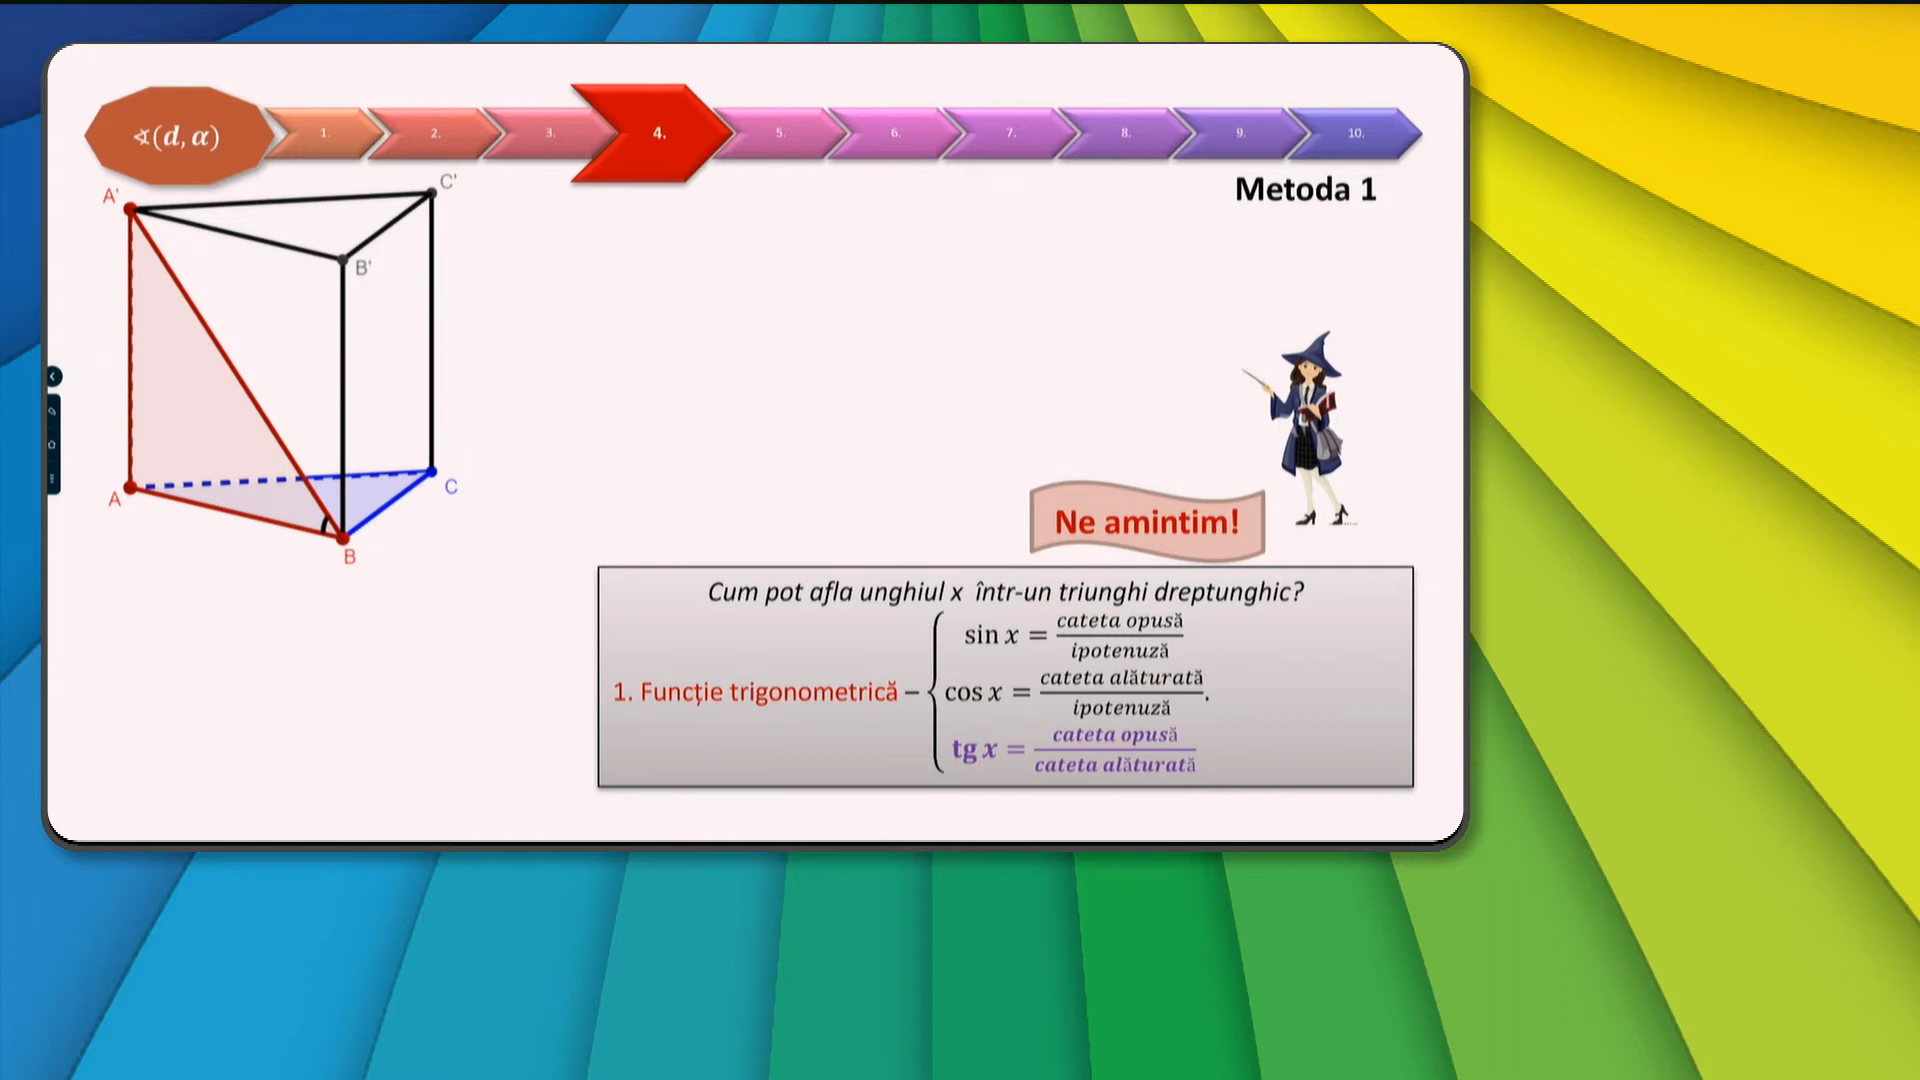 ∢(d, α)
1.
2.
3.
4.
5.
6.
7.
8.
9.
10.
Metoda 1
A'
C'
B'
A
C
B
Ne amintim!
Cum pot afla unghiul x într-un triunghi dreptunghic?
sin x = cateta opusă / ipotenuză
1. Funcție trigonometrică – cos x = cateta alăturată / ipotenuză.
tg x = cateta opusă / cateta alăturată